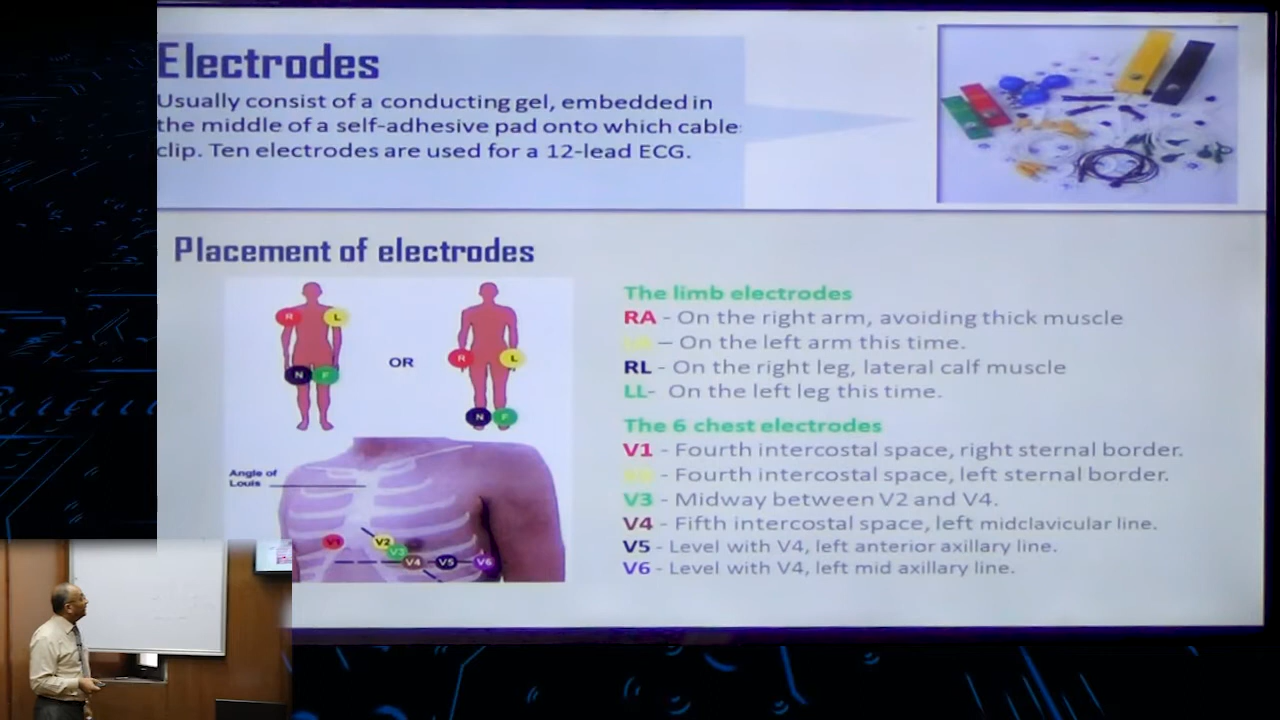 Electrodes
Usually consist of a conducting gel, embedded in
the middle of a self-adhesive pad onto which cable
clip. Ten electrodes are used for a 12-lead ECG.
Placement of electrodes
R
L
N
F
OR
R
L
N
F
Angle of
Louis
V1
V2
V3
V4
V5
V6
The limb electrodes
RA - On the right arm, avoiding thick muscle
– On the left arm this time.
RL - On the right leg, lateral calf muscle
LL- On the left leg this time.
The 6 chest electrodes
V1 - Fourth intercostal space, right sternal border.
- Fourth intercostal space, left sternal border.
V3 - Midway between V2 and V4.
V4 - Fifth intercostal space, left midclavicular line.
V5 - Level with V4, left anterior axillary line.
V6 - Level with V4, left mid axillary line.